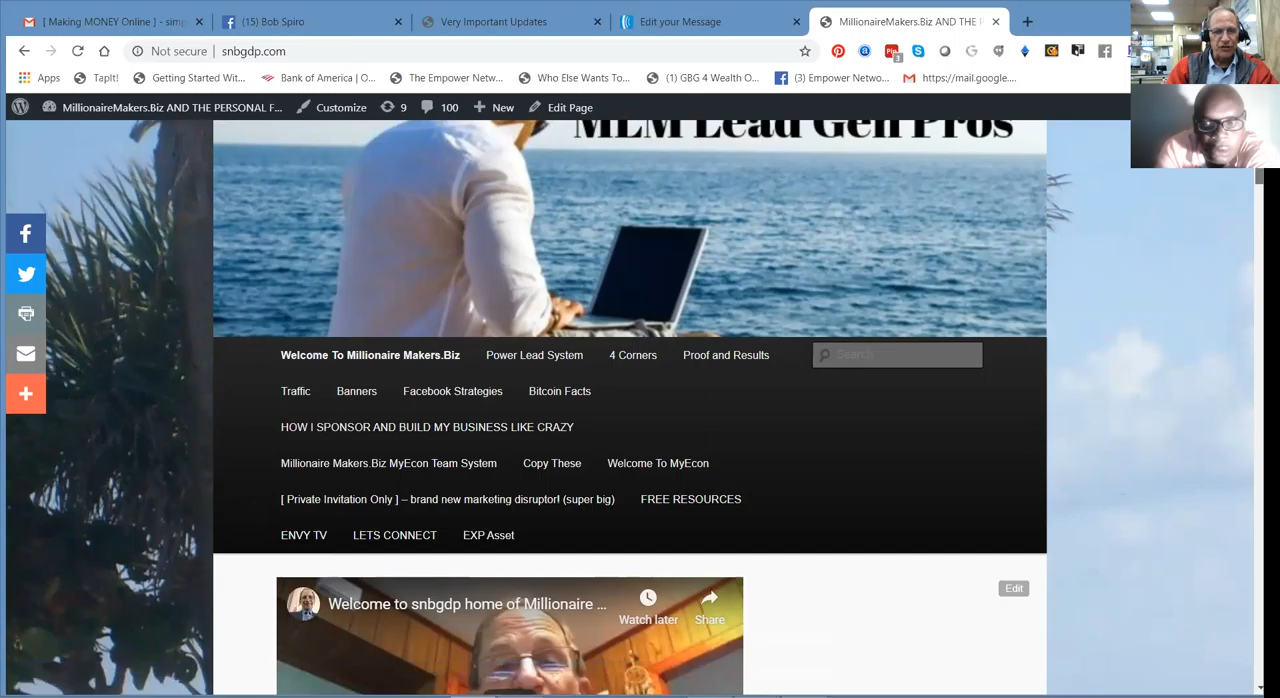 [ Making MONEY Online ] - simp
(15) Bob Spiro
Very Important Updates
Edit your Message
MillionaireMakers.Biz AND THE P
Not secure | snbgdp.com
Apps
TapIt!
Getting Started Wit...
Bank of America | O...
The Empower Netw...
Who Else Wants To...
(1) GBG 4 Wealth O...
(3) Empower Netwo...
https://mail.google....
MillionaireMakers.Biz AND THE PERSONAL F...
Customize
9
100
New
Edit Page
MLM Lead Gen Pros
Welcome To Millionaire Makers.Biz
Power Lead System
4 Corners
Proof and Results
Search
Traffic
Banners
Facebook Strategies
Bitcoin Facts
HOW I SPONSOR AND BUILD MY BUSINESS LIKE CRAZY
Millionaire Makers.Biz MyEcon Team System
Copy These
Welcome To MyEcon
[ Private Invitation Only ] – brand new marketing disruptor! (super big)
FREE RESOURCES
ENVY TV
LETS CONNECT
EXP Asset
Edit
Welcome to snbgdp home of Millionaire ...
Watch later
Share